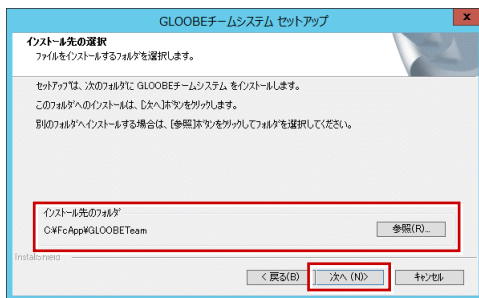 GLOOBEチームシステム セットアップ
x
インストール先の選択
ファイルをインストールするフォルダを選択します。
セットアップは、次のフォルダに GLOOBEチームシステム をインストールします。
このフォルダへのインストールは、[次へ]ボタンをクリックします。
別のフォルダへインストールする場合は、[参照]ボタンをクリックしてフォルダを選択してください。
インストール先のフォルダ
C:¥FcApp¥GLOOBETeam
参照(R)...
InstallShield
< 戻る(B)
次へ (N)>
キャンセル